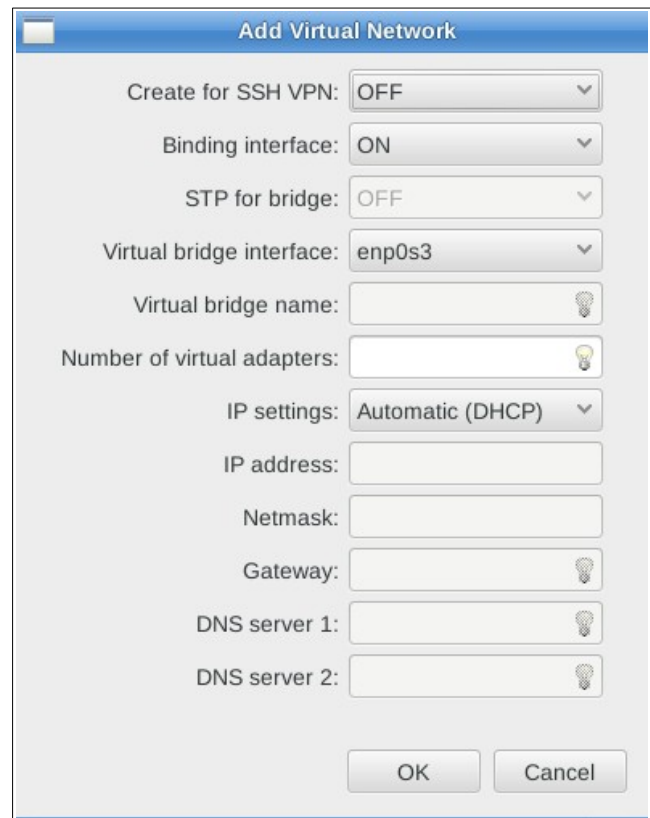 Add Virtual Network
Create for SSH VPN: OFF
Binding interface: ON
STP for bridge: OFF
Virtual bridge interface: enp0s3
Virtual bridge name:
Number of virtual adapters:
IP settings: Automatic (DHCP)
IP address:
Netmask:
Gateway:
DNS server 1:
DNS server 2:
OK Cancel